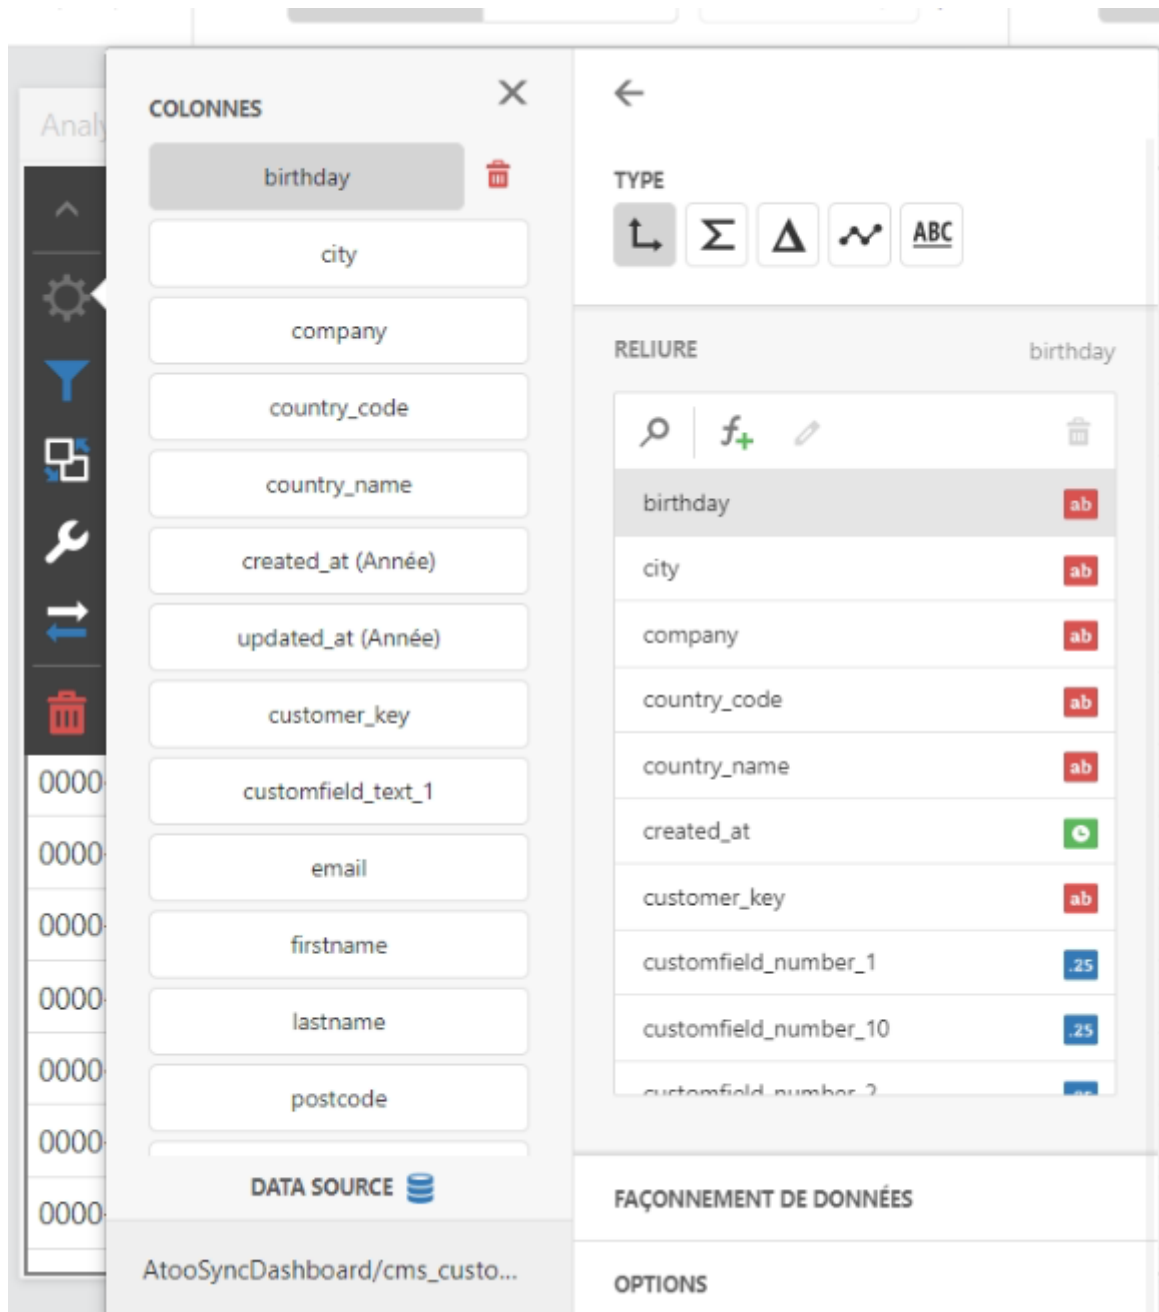 COLONNES
birthday
city
company
country_code
country_name
created_at (Année)
updated_at (Année)
customer_key
customfield_text_1
email
firstname
lastname
postcode
DATA SOURCE
AtooSyncDashboard/cms_custo...
TYPE
ABC
RELIURE
birthday
birthday
ab
city
ab
company
ab
country_code
ab
country_name
ab
created_at
customer_key
ab
customfield_number_1
.25
customfield_number_10
.25
customfield_number_2
FAÇONNEMENT DE DONNÉES
OPTIONS
Analy
0000-
0000-
0000-
0000
0000
0000-
0000-